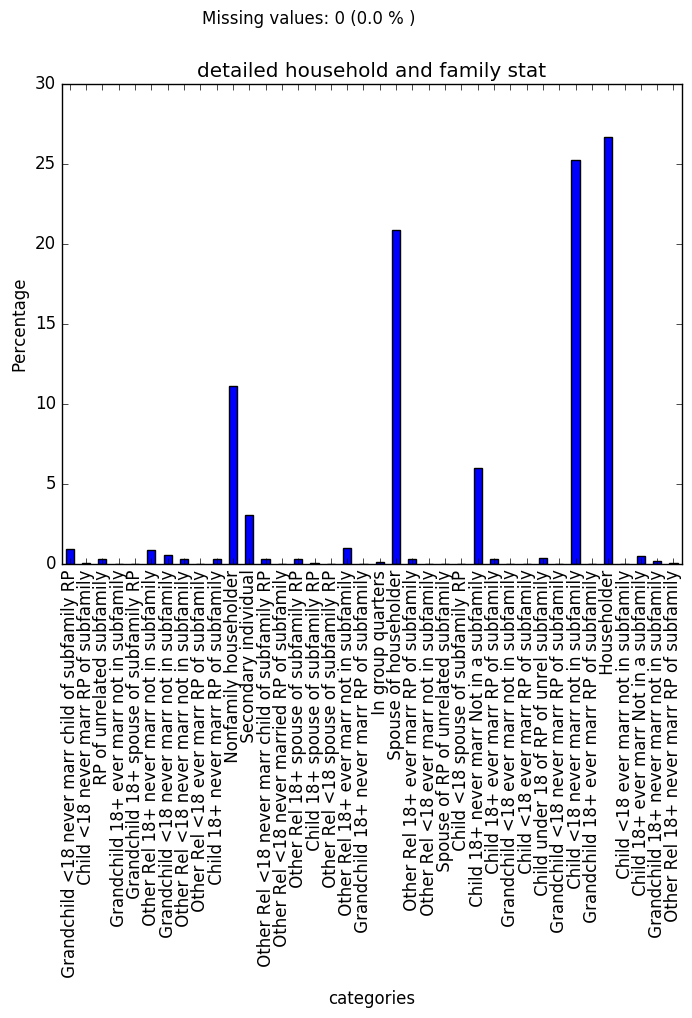 Missing values: 0 (0.0 % )
detailed household and family stat
30
25
20
15
10
5
0
Percentage
Grandchild <18 never marr child of subfamily RP
Child <18 never marr RP of subfamily
RP of unrelated subfamily
Grandchild 18+ ever marr not in subfamily
Grandchild 18+ spouse of subfamily RP
Other Rel 18+ never marr not in subfamily
Grandchild <18 never marr not in subfamily
Other Rel <18 never marr not in subfamily
Other Rel <18 ever marr RP of subfamily
Child 18+ never marr RP of subfamily
Nonfamily householder
Secondary individual
Other Rel <18 never marr child of subfamily RP
Other Rel <18 never married RP of subfamily
Other Rel 18+ spouse of subfamily RP
Child 18+ spouse of subfamily RP
Other Rel <18 spouse of subfamily RP
Other Rel 18+ ever marr not in subfamily
Grandchild 18+ never marr RP of subfamily
In group quarters
Spouse of householder
Other Rel 18+ ever marr RP of subfamily
Other Rel <18 ever marr not in subfamily
Spouse of RP of unrelated subfamily
Child <18 spouse of subfamily RP
Child 18+ never marr Not in a subfamily
Child 18+ ever marr RP of subfamily
Grandchild <18 ever marr not in subfamily
Child <18 ever marr RP of subfamily
Child under 18 of RP of unrel subfamily
Grandchild <18 never marr RP of subfamily
Child <18 never marr not in subfamily
Grandchild 18+ ever marr RP of subfamily
Householder
Child <18 ever marr not in subfamily
Child 18+ ever marr Not in a subfamily
Grandchild 18+ never marr not in subfamily
Other Rel 18+ never marr RP of subfamily
categories